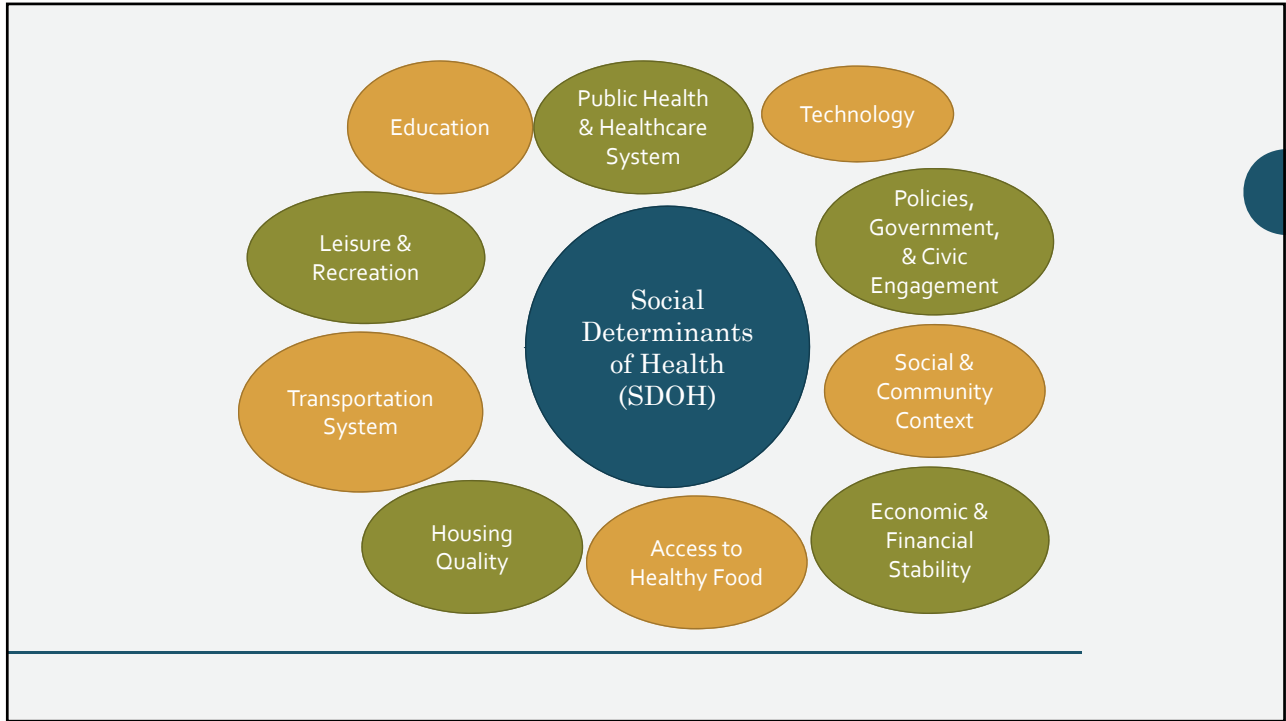 Education
Public Health
& Healthcare
System
Technology
Leisure &
Recreation
Policies,
Government,
& Civic
Engagement
Social
Determinants
of Health
(SDOH)
Transportation
System
Social &
Community
Context
Housing
Quality
Access to
Healthy Food
Economic &
Financial
Stability